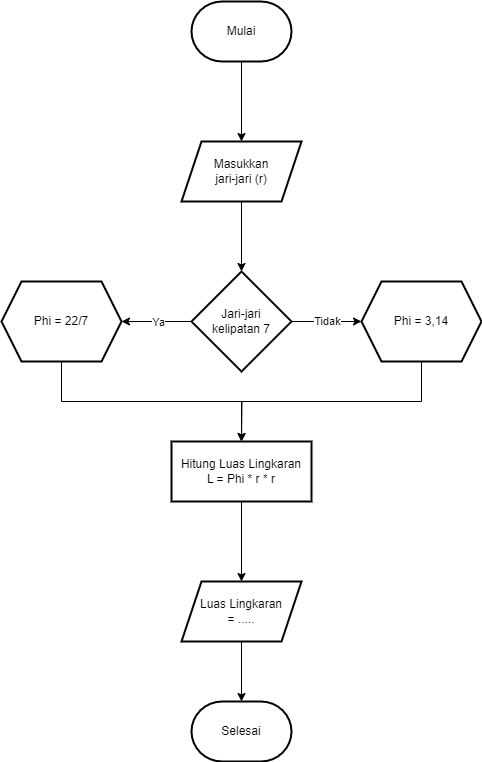 Mulai
Masukkan
jari-jari (r)
Jari-jari
kelipatan 7
Ya
Phi = 22/7
Tidak
Phi = 3,14
Hitung Luas Lingkaran
L = Phi * r * r
Luas Lingkaran
= .....
Selesai